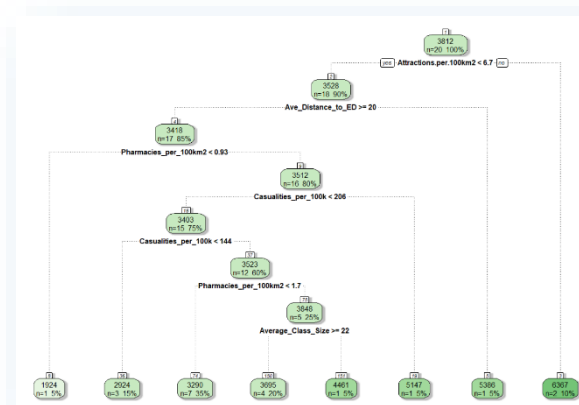 3812
n=20 100%
yes Attractions.per.100km2 < 6.7 no
3528
n=18 90%
Ave_Distance_to_ED >= 20
3418
n=17 85%
Pharmacies_per_100km2 < 0.93
3512
n=16 80%
Casualities_per_100k < 206
3403
n=15 75%
Casualities_per_100k < 144
3523
n=12 60%
Pharmacies_per_100km2 < 1.7
3848
n=5 25%
Average_Class_Size >= 22
1924 2924 3290 3695 4461 5147 5386 6367
n=1 5% n=3 15% n=7 35% n=4 20% n=1 5% n=1 5% n=1 5% n=2 10%